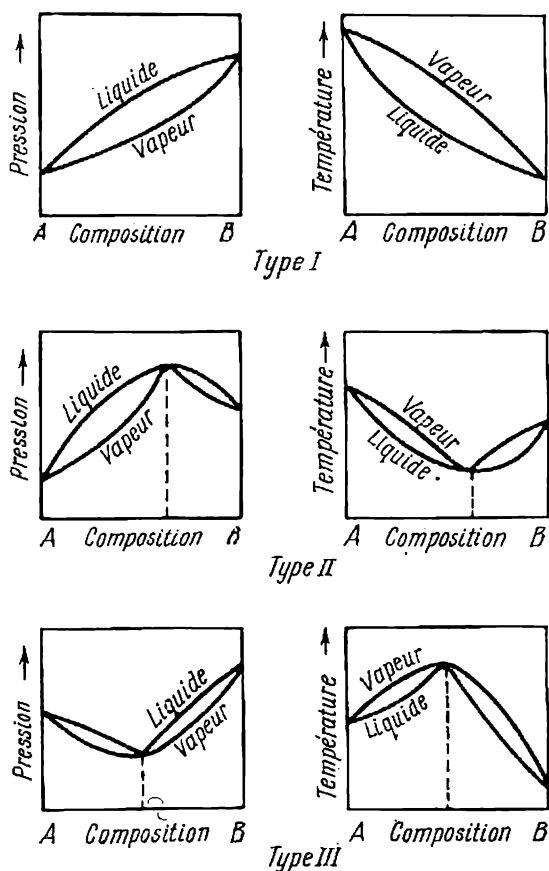 Pression → Liquide Vapeur
A Composition B
Température → Vapeur Liquide
A Composition B
Type I
Pression → Liquide Vapeur
A Composition B
Température → Vapeur Liquide
A Composition B
Type II
Pression → Liquide Vapeur
A Composition B
Température → Vapeur Liquide
A Composition B
Type III